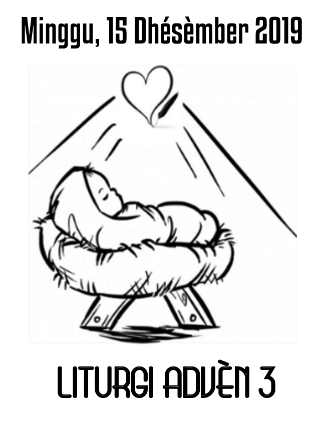 Minggu, 15 Dhésèmber 2019
LITURGI ADVÈN 3